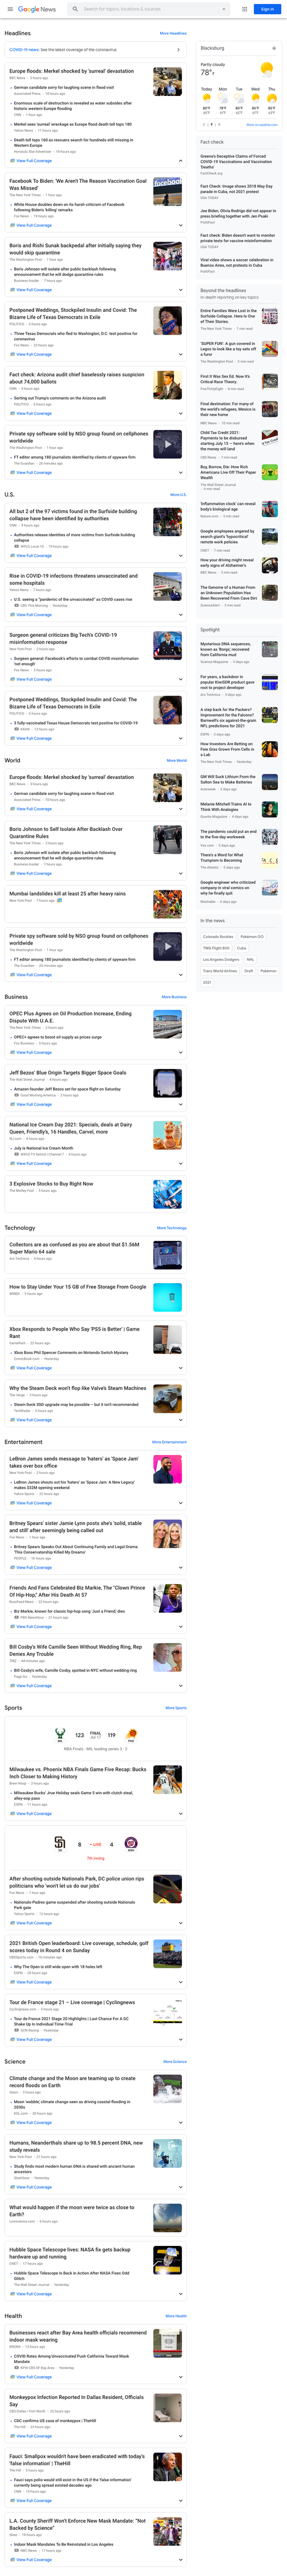 Google News
Search for topics, locations & sources
Sign in
Headlines
More Headlines
COVID-19 news: See the latest coverage of the coronavirus
Europe floods: Merkel shocked by 'surreal' devastation
BBC News · 3 hours ago
German candidate sorry for laughing scene in flood visit
Associated Press · 10 hours ago
Enormous scale of destruction is revealed as water subsides after historic western Europe flooding
CNN · 1 hour ago
Merkel sees 'surreal' wreckage as Europe flood death toll tops 180
Yahoo News · 11 hours ago
Death toll tops 160 as rescuers search for hundreds still missing in Western Europe
Honolulu Star-Advertiser · 19 hours ago
View Full Coverage
Facebook To Biden: 'We Aren't The Reason Vaccination Goal Was Missed'
The New York Times · 1 hour ago
White House doubles down on its harsh criticism of Facebook following Biden's 'killing' remarks
Fox News · 19 hours ago
View Full Coverage
Boris and Rishi Sunak backpedal after initially saying they would skip quarantine
The Washington Post · 7 hours ago
Boris Johnson will isolate after public backlash following announcement that he will dodge quarantine rules
Business Insider · 7 hours ago
View Full Coverage
Postponed Weddings, Stockpiled Insulin and Covid: The Bizarre Life of Texas Democrats in Exile
POLITICO · 6 hours ago
Three Texas Democrats who fled to Washington, D.C. test positive for coronavirus
Fox News · 20 hours ago
View Full Coverage
Fact check: Arizona audit chief baselessly raises suspicion about 74,000 ballots
CNN · 6 hours ago
Sorting out Trump's comments on the Arizona audit
POLITICO · 6 hours ago
View Full Coverage
Private spy software sold by NSO group found on cellphones worldwide
The Washington Post · 1 hour ago
FT editor among 180 journalists identified by clients of spyware firm
The Guardian · 20 minutes ago
View Full Coverage
U.S.
More U.S.
All but 2 of the 97 victims found in the Surfside building collapse have been identified by authorities
CNN · 9 hours ago
Authorities release identities of more victims from Surfside building collapse
WPLG Local 10 · 19 hours ago
View Full Coverage
Rise in COVID-19 infections threatens unvaccinated and some hospitals
Yahoo News · 7 hours ago
U.S. seeing a "pandemic of the unvaccinated" as COVID cases rise
CBS This Morning · Yesterday
View Full Coverage
Surgeon general criticizes Big Tech's COVID-19 misinformation response
New York Post · 2 hours ago
Surgeon general: Facebook's efforts to combat COVID misinformation 'not enough'
Fox News · 5 hours ago
View Full Coverage
Postponed Weddings, Stockpiled Insulin and Covid: The Bizarre Life of Texas Democrats in Exile
POLITICO · 6 hours ago
3 fully-vaccinated Texas House Democrats test positive for COVID-19
KVUE · 13 hours ago
View Full Coverage
World
More World
Europe floods: Merkel shocked by 'surreal' devastation
BBC News · 3 hours ago
German candidate sorry for laughing scene in flood visit
Associated Press · 10 hours ago
View Full Coverage
Boris Johnson to Self Isolate After Backlash Over Quarantine Rules
The New York Times · 2 hours ago
Boris Johnson will isolate after public backlash following announcement that he will dodge quarantine rules
Business Insider · 7 hours ago
View Full Coverage
Mumbai landslides kill at least 25 after heavy rains
New York Post · 7 hours ago
Private spy software sold by NSO group found on cellphones worldwide
The Washington Post · 1 hour ago
FT editor among 180 journalists identified by clients of spyware firm
The Guardian · 20 minutes ago
View Full Coverage
Business
More Business
OPEC Plus Agrees on Oil Production Increase, Ending Dispute With U.A.E.
The New York Times · 2 hours ago
OPEC+ agrees to boost oil supply as prices surge
Fox Business · 5 hours ago
View Full Coverage
Jeff Bezos' Blue Origin Targets Bigger Space Goals
The Wall Street Journal · 4 hours ago
Amazon founder Jeff Bezos set for space flight on Saturday
Good Morning America · 2 hours ago
View Full Coverage
National Ice Cream Day 2021: Specials, deals at Dairy Queen, Friendly's, 16 Handles, Carvel, more
NJ.com · 8 hours ago
July is National Ice Cream Month
View Full Coverage
3 Explosive Stocks to Buy Right Now
The Motley Fool · 3 hours ago
Technology
More Technology
Collectors are as confused as you are about that $1.56M Super Mario 64 sale
Ars Technica · 4 hours ago
How to Stay Under Your 15 GB of Free Storage From Google
WIRED · 5 hours ago
Xbox Responds to People Who Say 'PS5 is Better' | Game Rant
GameRant · 22 hours ago
Xbox Boss Phil Spencer Comments on Nintendo Switch Mystery
ComicBook.com · Yesterday
View Full Coverage
Why the Steam Deck won't flop like Valve's Steam Machines
The Verge · 3 hours ago
Steam Deck SSD upgrade may be possible – but it isn't recommended
TechRadar · 5 hours ago
View Full Coverage
Entertainment
More Entertainment
LeBron James sends message to 'haters' as 'Space Jam' takes over box office
New York Post · 2 hours ago
LeBron James shouts out his 'haters' as 'Space Jam: A New Legacy' makes $32M opening weekend
Yahoo Sports · 22 hours ago
View Full Coverage
Britney Spears' sister Jamie Lynn posts she's 'solid, stable and still' after seemingly being called out
Fox News · 1 hour ago
Britney Spears Speaks Out About Continuing Family and Legal Drama: 'This Conservatorship Killed My Dreams'
PEOPLE · 19 hours ago
View Full Coverage
Friends And Fans Celebrated Biz Markie, The "Clown Prince Of Hip-Hop," After His Death At 57
BuzzFeed News · 22 hours ago
Biz Markie, known for classic hip-hop song 'Just a Friend,' dies
PBS NewsHour · 21 hours ago
View Full Coverage
Bill Cosby's Wife Camille Seen Without Wedding Ring, Rep Denies Any Trouble
TMZ · 44 minutes ago
Bill Cosby's wife, Camille Cosby, spotted in NYC without wedding ring
Page Six · Yesterday
View Full Coverage
Sports
More Sports
123
FINAL
119
MIL
PHX
NBA Finals · MIL leading series 3 - 2
Milwaukee vs. Phoenix NBA Finals Game Five Recap: Bucks Inch Closer to Making History
Brew Hoop · 3 hours ago
Milwaukee Bucks' Jrue Holiday seals Game 5 win with clutch steal, alley-oop pass
ESPN · 11 hours ago
View Full Coverage
8
LIVE
4
SD
WSH
7th inning
After shooting outside Nationals Park, DC police union rips politicians who 'won't let us do our jobs'
Fox News · 1 hour ago
Nationals-Padres game suspended after shooting outside Nationals Park gate
Yahoo Sports · 12 hours ago
View Full Coverage
2021 British Open leaderboard: Live coverage, schedule, golf scores today in Round 4 on Sunday
CBSSports.com · 15 minutes ago
Why The Open is still wide open with 18 holes left
ESPN · 20 hours ago
View Full Coverage
Tour de France stage 21 – Live coverage | Cyclingnews
Cyclingnews.com · 5 hours ago
Tour de France 2021 Stage 20 Highlights | Last Chance For A GC Shake Up In Individual Time-Trial
GCN Racing · Yesterday
View Full Coverage
Science
More Science
Climate change and the Moon are teaming up to create record floods on Earth
Salon · 5 hours ago
Moon 'wobble,' climate change seen as driving coastal flooding in 2030s
AOL.com · 20 hours ago
View Full Coverage
Humans, Neanderthals share up to 98.5 percent DNA, new study reveals
New York Post · 21 hours ago
Study finds most modern human DNA is shared with ancient human ancestors
SlashGear · Yesterday
View Full Coverage
What would happen if the moon were twice as close to Earth?
Livescience.com · 5 hours ago
Hubble Space Telescope lives: NASA fix gets backup hardware up and running
CNET · 17 hours ago
Hubble Space Telescope Is Back in Action After NASA Fixes Odd Glitch
The Wall Street Journal · Yesterday
View Full Coverage
Health
More Health
Businesses react after Bay Area health officials recommend indoor mask wearing
KRON4 · 13 hours ago
COVID Rates Among Unvaccinated Push California Toward Mask Mandate
KPIX CBS SF Bay Area · Yesterday
View Full Coverage
Monkeypox Infection Reported In Dallas Resident, Officials Say
CBS Dallas / Fort Worth · 22 hours ago
CDC confirms US case of monkeypox | TheHill
The Hill · 23 hours ago
View Full Coverage
Fauci: Smallpox wouldn't have been eradicated with today's 'false information' | TheHill
The Hill · 5 hours ago
Fauci says polio would still exist in the US if the 'false information' currently being spread existed decades ago
CNN · 15 hours ago
View Full Coverage
L.A. County Sheriff Won't Enforce New Mask Mandate: "Not Backed by Science"
Slate · 19 hours ago
Indoor Mask Mandates To Be Reinstated in Los Angeles
NBC News · 17 hours ago
View Full Coverage
Blacksburg
Partly cloudy
78°F
Today Mon Tue Wed Thu
C | F | K
More on weather.com
Fact check
Greene's Deceptive Claims of Forced COVID-19 Vaccinations and Vaccination 'Deaths'
FactCheck.org
Fact Check: Image shows 2018 May Day parade in Cuba, not 2021 protest
USA TODAY
Joe Biden, Olivia Rodrigo did not appear in press briefing together with Jen Psaki
PolitiFact
Fact check: Biden doesn't want to monitor private texts for vaccine misinformation
USA TODAY
Viral video shows a soccer celebration in Buenos Aires, not protests in Cuba
PolitiFact
Beyond the headlines
In-depth reporting on key topics
Entire Families Were Lost in the Surfside Collapse. Here Is One of Their Stories.
The New York Times · 7 min read
'SUPER FUN': A gun covered in Legos to look like a toy sets off a furor
The Washington Post · 5 min read
First It Was Sex Ed. Now It's Critical Race Theory.
FiveThirtyEight · 9 min read
Final destination: For many of the world's refugees, Mexico is their new home
NBC News · 10 min read
Child Tax Credit 2021: Payments to be disbursed starting July 15 – here's when the money will land
CBS News · 7 min read
Buy, Borrow, Die: How Rich Americans Live Off Their Paper Wealth
The Wall Street Journal · 6 min read
'Inflammation clock' can reveal body's biological age
Nature.com · 3 min read
Google employees angered by search giant's 'hypocritical' remote work policies
CNET · 7 min read
How your driving might reveal early signs of Alzheimer's
BBC News · 5 min read
The Genome of a Human From an Unknown Population Has Been Recovered From Cave Dirt
ScienceAlert · 4 min read
Spotlight
Mysterious DNA sequences, known as 'Borgs,' recovered from California mud
Science Magazine · 3 days ago
For years, a backdoor in popular KiwiSDR product gave root to project developer
Ars Technica · 3 days ago
A step back for the Packers? Improvement for the Falcons? Barnwell's six against-the-grain NFL predictions for 2021
ESPN · 3 days ago
How Investors Are Betting on Foie Gras Grown From Cells in a Lab
The New York Times · Yesterday
GM Will Suck Lithium From the Salton Sea to Make Batteries
Autoweek · 2 days ago
Melanie Mitchell Trains AI to Think With Analogies
Quanta Magazine · 4 days ago
The pandemic could put an end to the five-day workweek
Vox.com · 5 days ago
There's a Word for What Trumpism Is Becoming
The Atlantic · 5 days ago
Google engineer who criticized company in viral comics on why he finally quit
Mashable · 6 days ago
In the news
Colorado Rockies
Pokémon GO
TWA Flight 800
Cuba
Los Angeles Dodgers
NHL
Texas World Airlines
Draft
Pokémon
2021